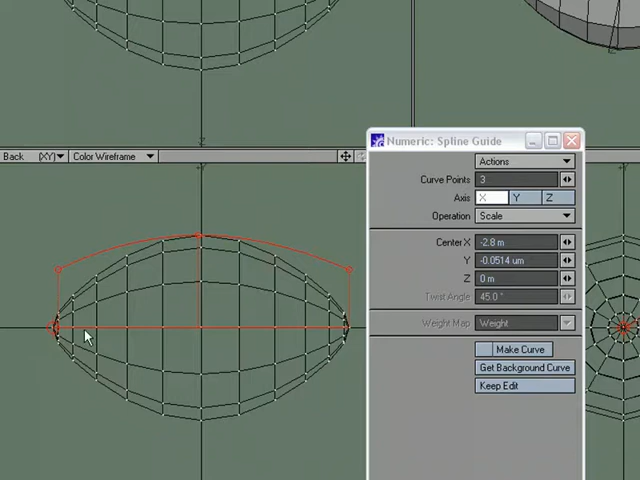 Numeric: Spline Guide
Back (XY) Color Wireframe
Actions
Curve Points 3
Axis X Y Z
Operation Scale
Center X -2.8 m
Y -0.0514 um
Z 0 m
Twist Angle 45.0 °
Weight Map Weight
Make Curve
Get Background Curve
Keep Edit